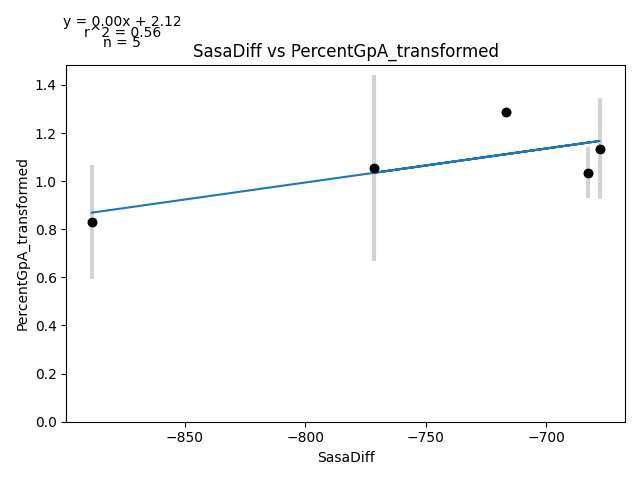 y = 0.00x + 2.12
r^2 = 0.56
n = 5
SasaDiff vs PercentGpA_transformed
PercentGpA_transformed
1.4
1.2
1.0
0.8
0.6
0.4
0.2
0.0
−850
−800
−750
−700
SasaDiff